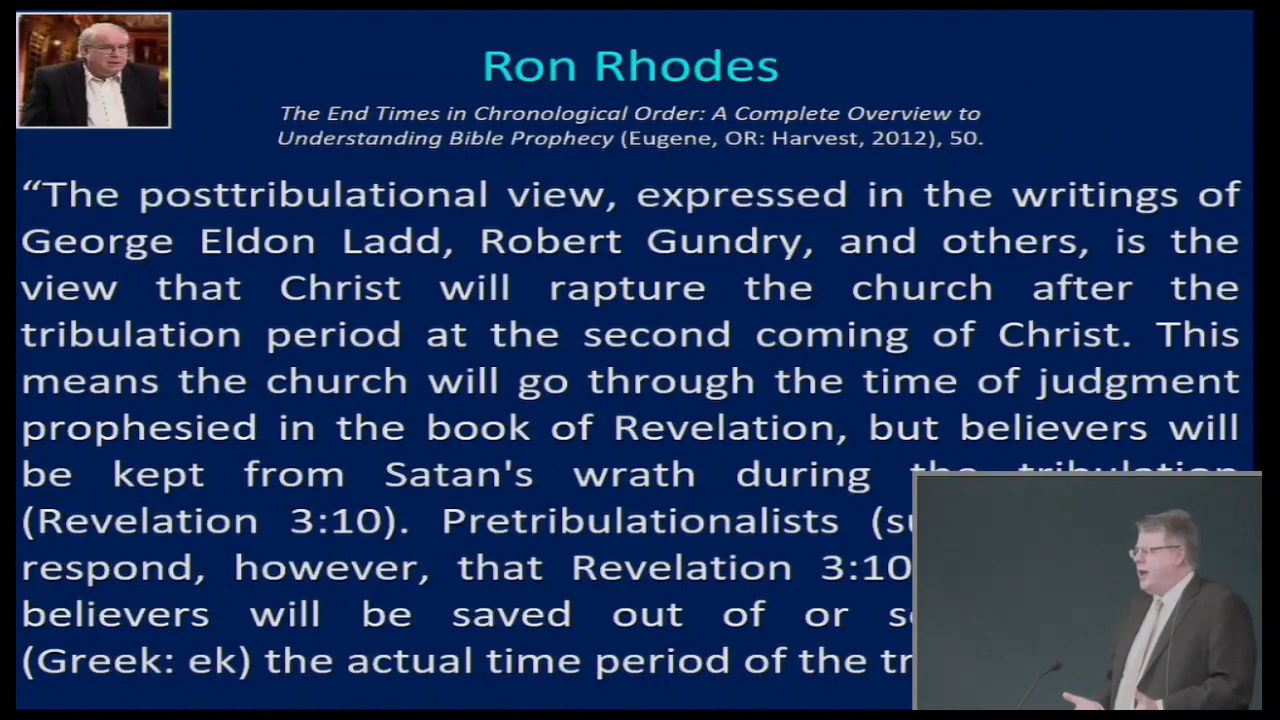 Ron Rhodes
The End Times in Chronological Order: A Complete Overview to
Understanding Bible Prophecy (Eugene, OR: Harvest, 2012), 50.
“The posttribulational view, expressed in the writings of
George Eldon Ladd, Robert Gundry, and others, is the
view that Christ will rapture the church after the
tribulation period at the second coming of Christ. This
means the church will go through the time of judgment
prophesied in the book of Revelation, but believers will
be kept from Satan's wrath during the tribulation
(Revelation 3:10). Pretribulationalists
respond, however, that Revelation 3:10
believers will be saved out of or
(Greek: ek) the actual time period of the